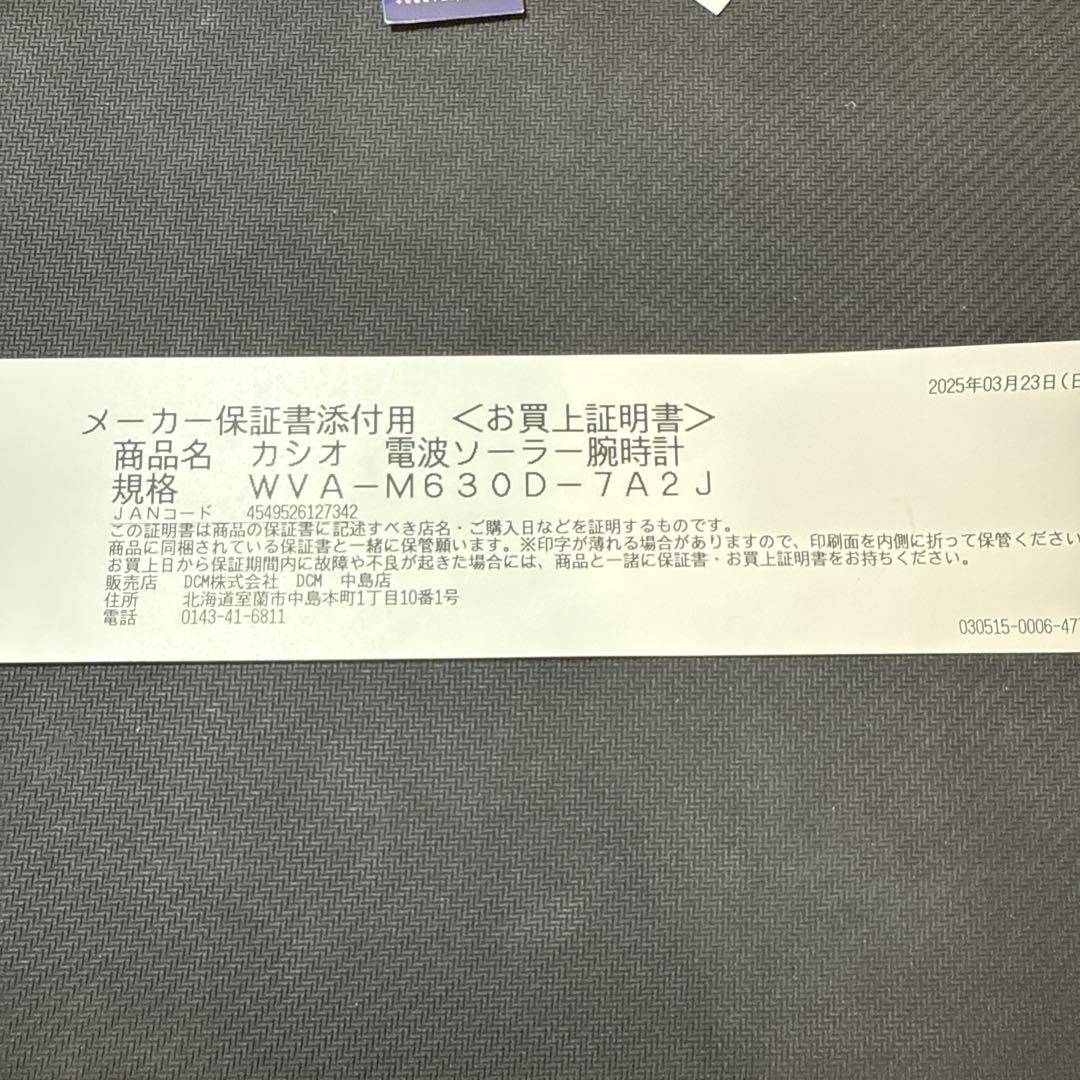 2025年03月23日(日
メーカー保証書添付用 <お買上証明書>
商品名 カシオ 電波ソーラー腕時計
規格 WVA-M630D-7A2J
JANコード 4549526127342
この証明書は商品の保証書に記述すべき店名・ご購入日などを証明するものです。
商品に同梱されている保証書と一緒に保管願います。※印字が薄れる場合がありますので、印刷面を内側に折って保管ください
お買上日から保証期間内に故障や不良が起きた場合には、商品と一諸に保証書・お買上証明書をお持ちください。
販売店 DCM株式会社 DCM 中島店
住所 北海道室蘭市中島本町1丁目10番1号
電話 0143-41-6811
030515-0006-47